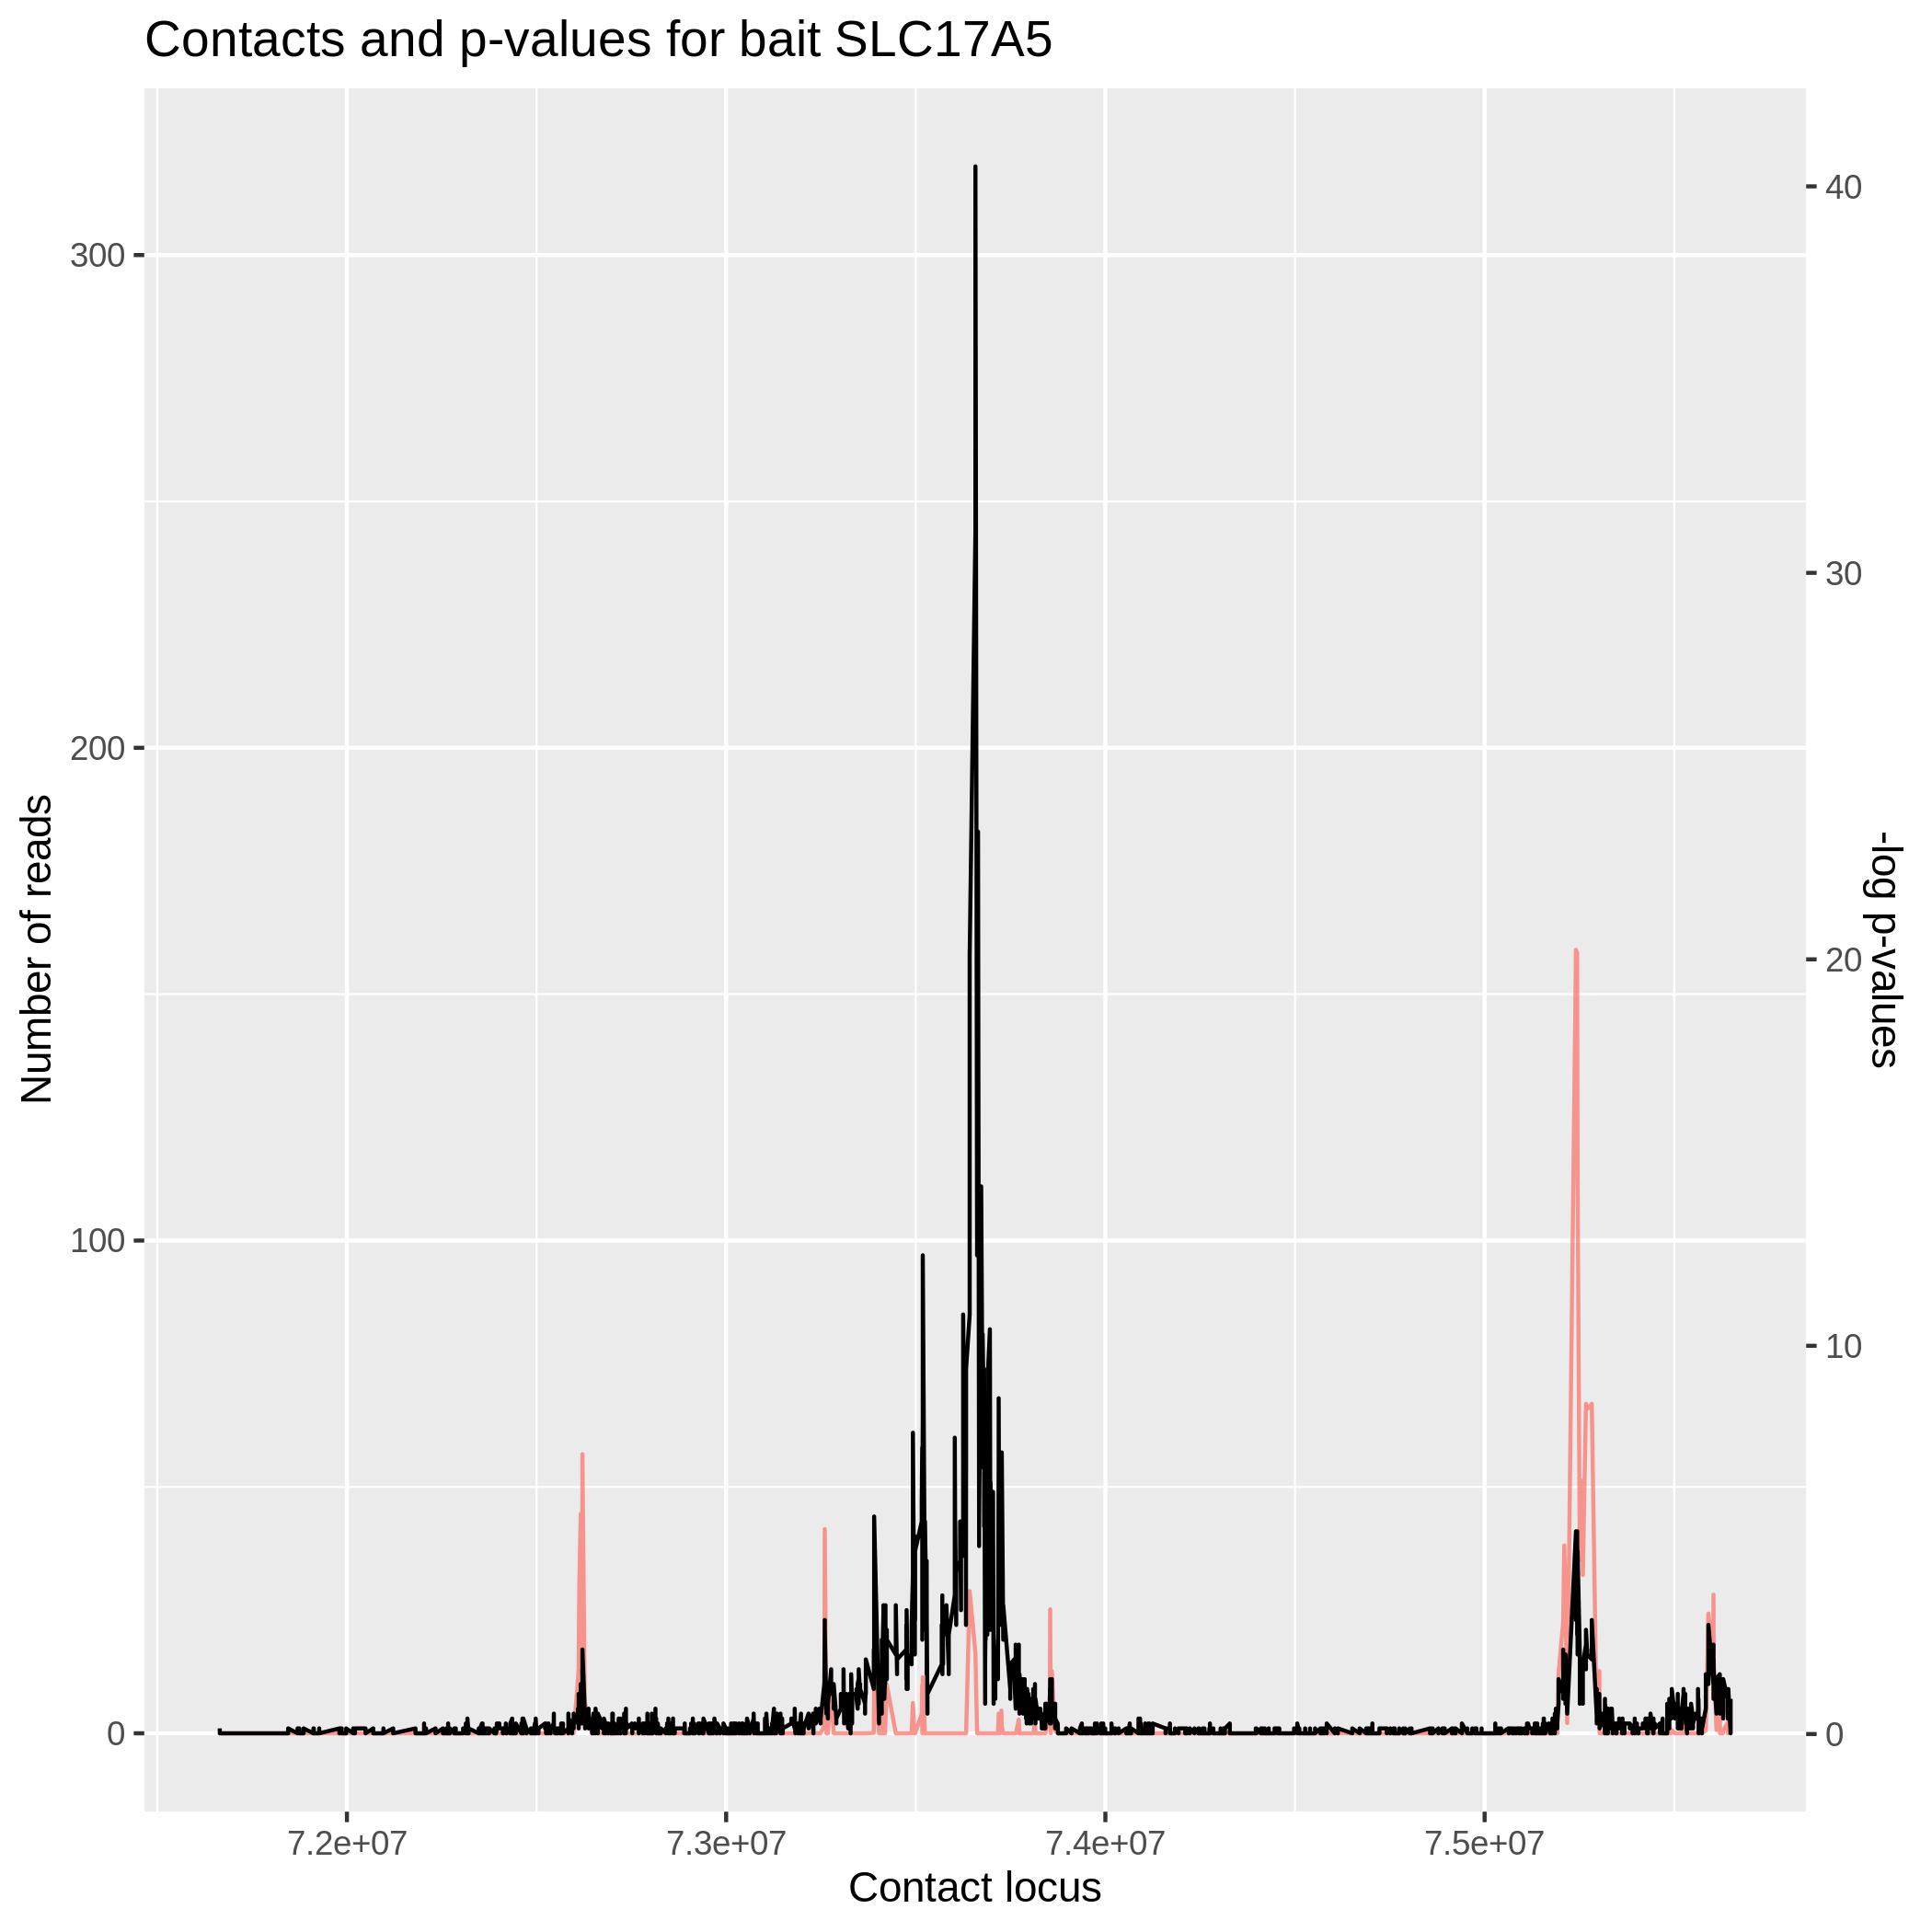 Contacts and p-values for bait SLC17A5
Number of reads
300
200
100
0
40
30
20
10
0
-log p-values
7.2e+07
7.3e+07
7.4e+07
7.5e+07
Contact locus